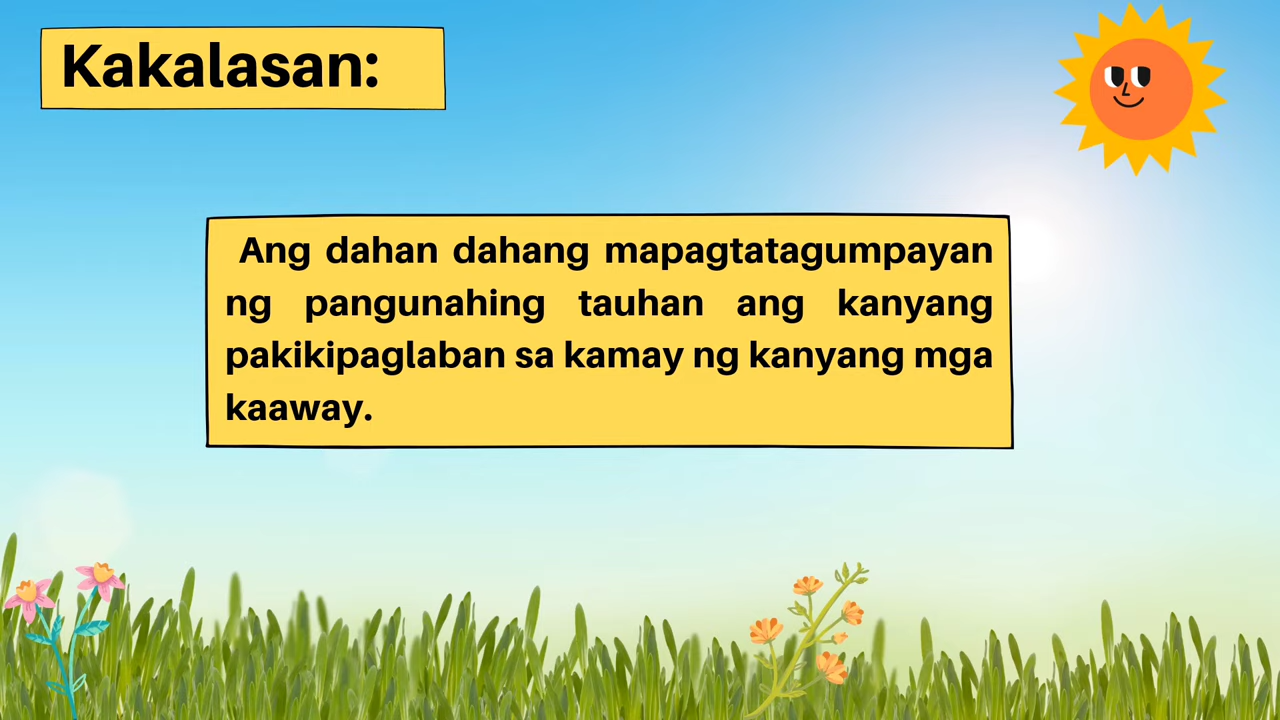 Kakalasan:
Ang dahan dahang mapagtatagumpayan
ng pangunahing tauhan ang kanyang
pakikipaglaban sa kamay ng kanyang mga
kaaway.